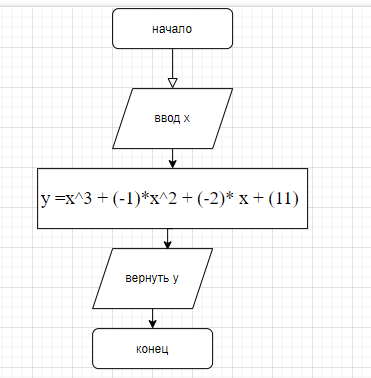 начало
ввод x
y =x^3 + (-1)*x^2 + (-2)* x + (11)
вернуть y
конец